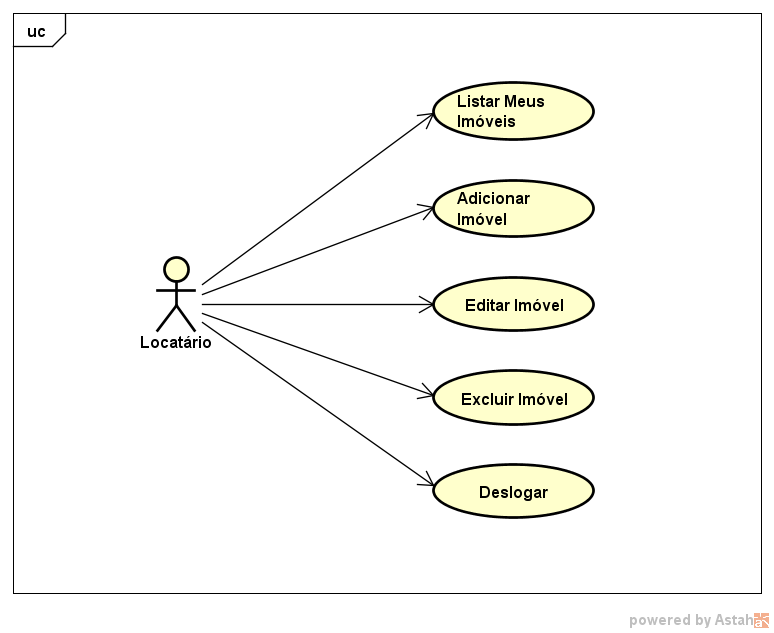 uc
Listar Meus
Imóveis
Adicionar
Imóvel
Editar Imóvel
Locatário
Excluir Imóvel
Deslogar
powered by Astah